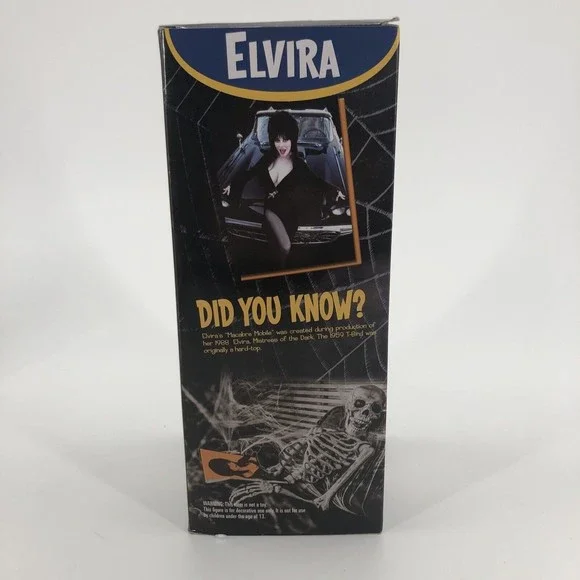 ELVIRA
DID YOU KNOW?
Elvira's "Macabre Mobile" was created during production of
her 1988 Elvira, Mistress of the Dark. The 1959 T-Bird was
originally a hard-top.
WARNING: This item is not a toy.
This figure is for decorative use only. It is not for use
by children under the age of 13.